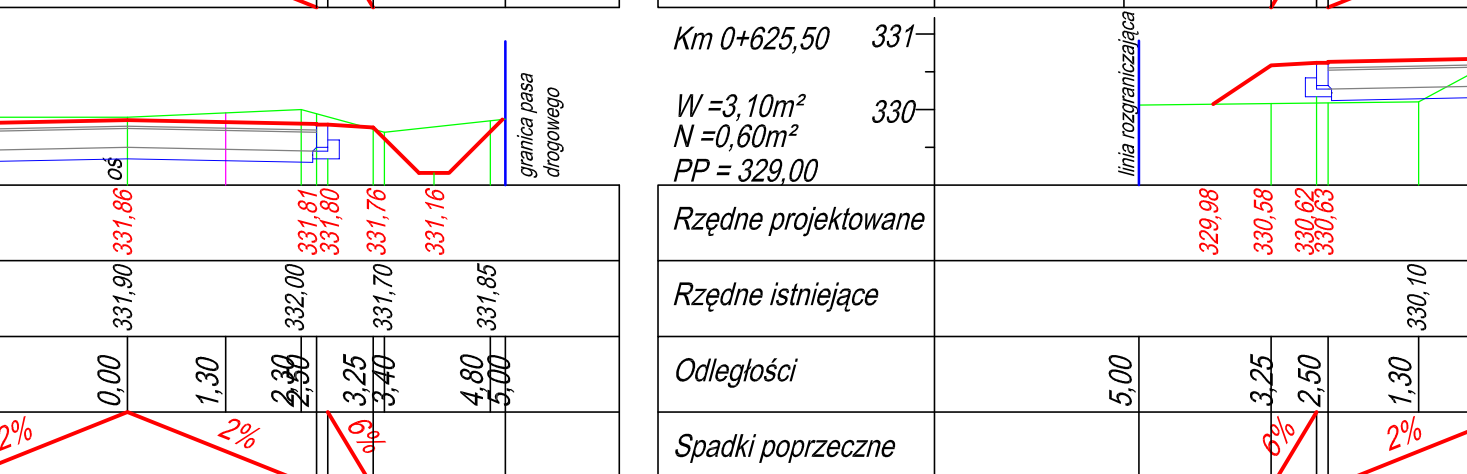 oś
granica pasa
drogowego
331,86
331,81
331,80
331,76
331,16
331,90
332,00
331,70
331,85
0,00
1,30
2,30
2,50
3,25
3,40
4,80
5,00
2%
2%
6%
Km 0+625,50
331
330
W =3,10m²
N =0,60m²
PP = 329,00
linia rozgraniczająca
Rzędne projektowane
329,98
330,58
330,62
330,63
Rzędne istniejące
330,10
Odległości
5,00
3,25
2,50
1,30
Spadki poprzeczne
6%
2%